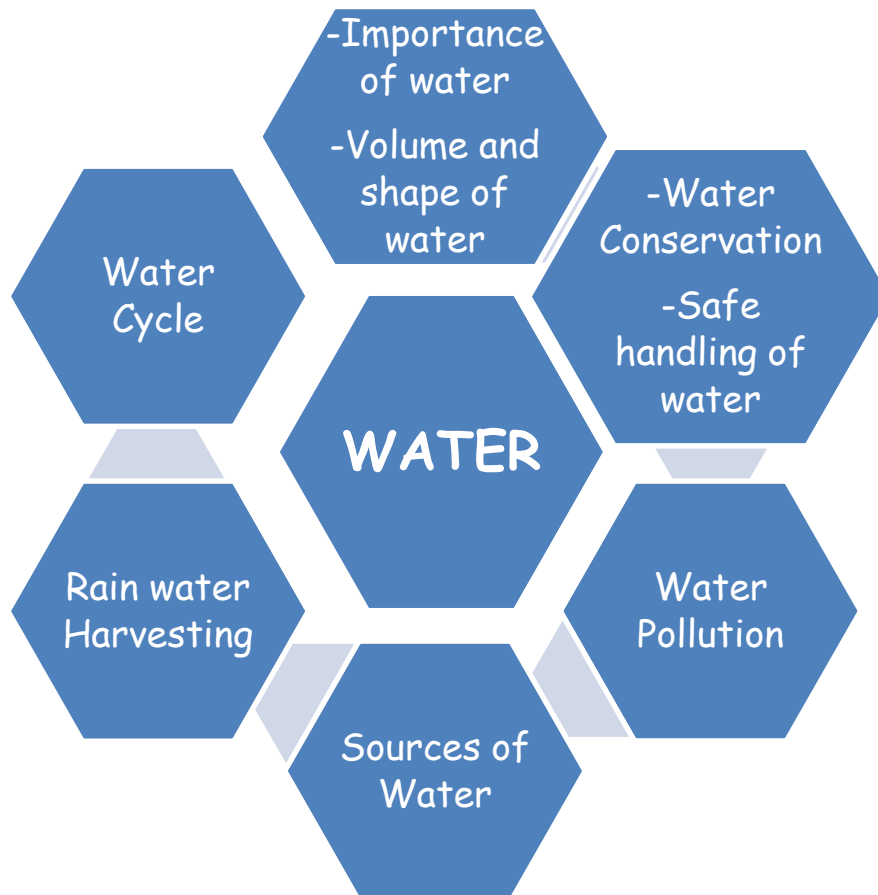 -Importance
of water
-Volume and
shape of
water
-Water
Conservation
-Safe
handling of
water
Water
Cycle
WATER
Rain water
Harvesting
Water
Pollution
Sources of
Water